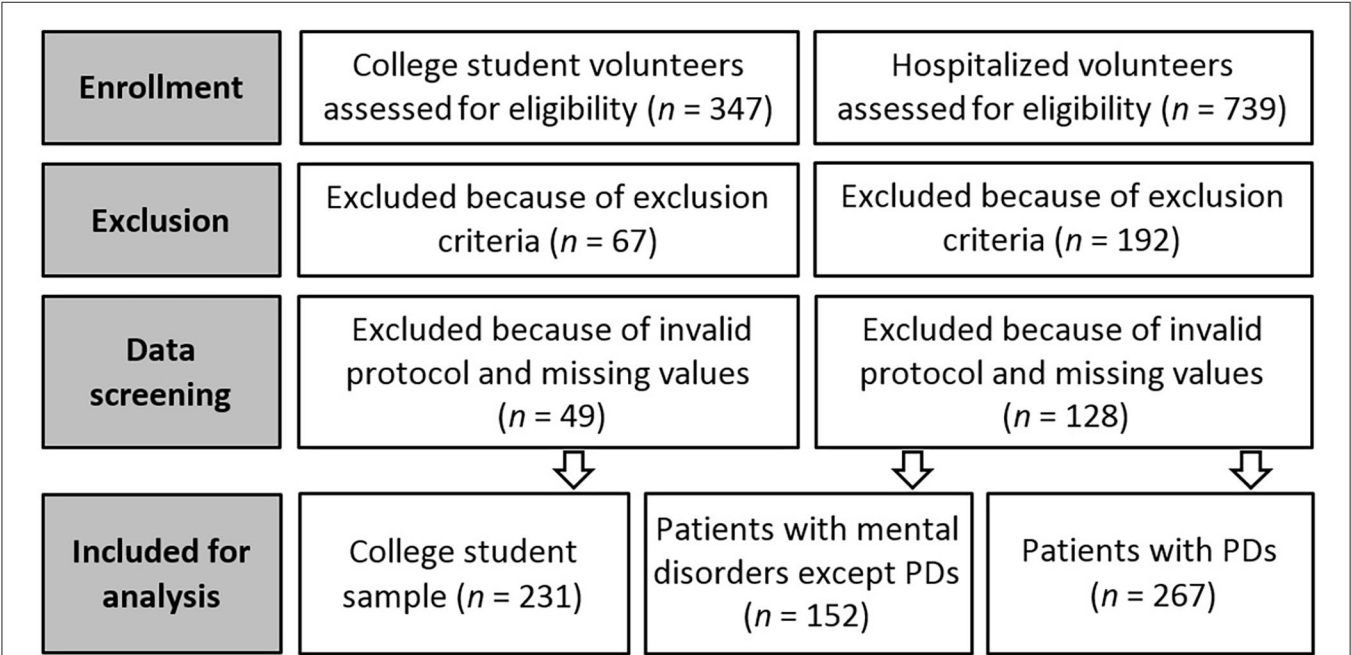 Enrollment
College student volunteers
assessed for eligibility (n = 347)
Hospitalized volunteers
assessed for eligibility (n = 739)
Exclusion
Excluded because of exclusion
criteria (n = 67)
Excluded because of exclusion
criteria (n = 192)
Data
screening
Excluded because of invalid
protocol and missing values
(n = 49)
Excluded because of invalid
protocol and missing values
(n = 128)
Included for
analysis
College student
sample (n = 231)
Patients with mental
disorders except PDs
(n = 152)
Patients with PDs
(n = 267)